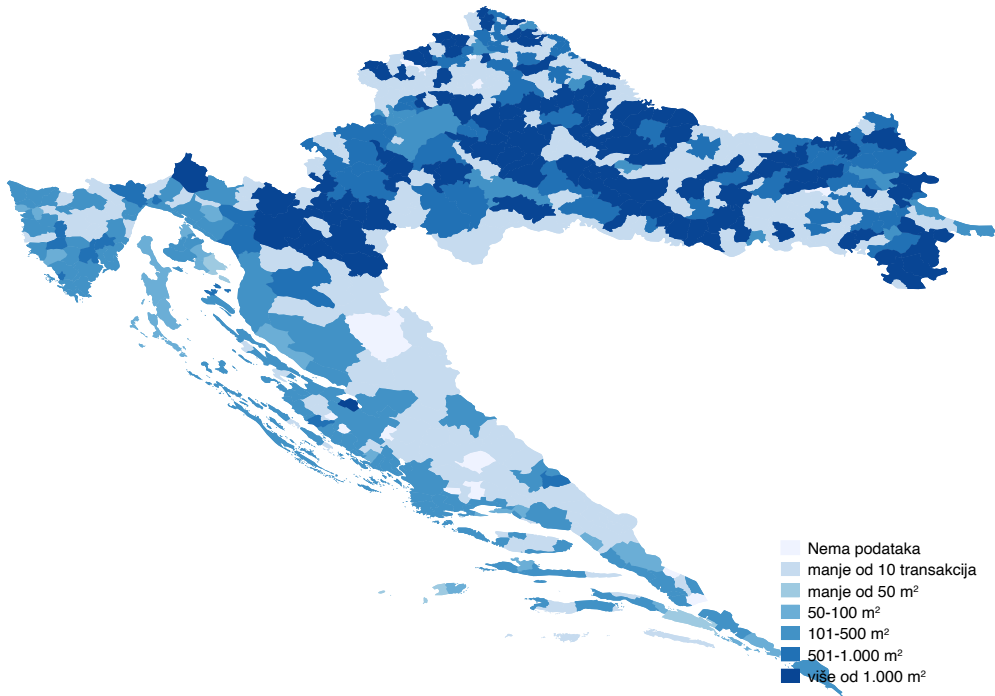 Nema podataka
manje od 10 transakcija
manje od 50 m²
50-100 m²
101-500 m²
501-1.000 m²
više od 1.000 m²